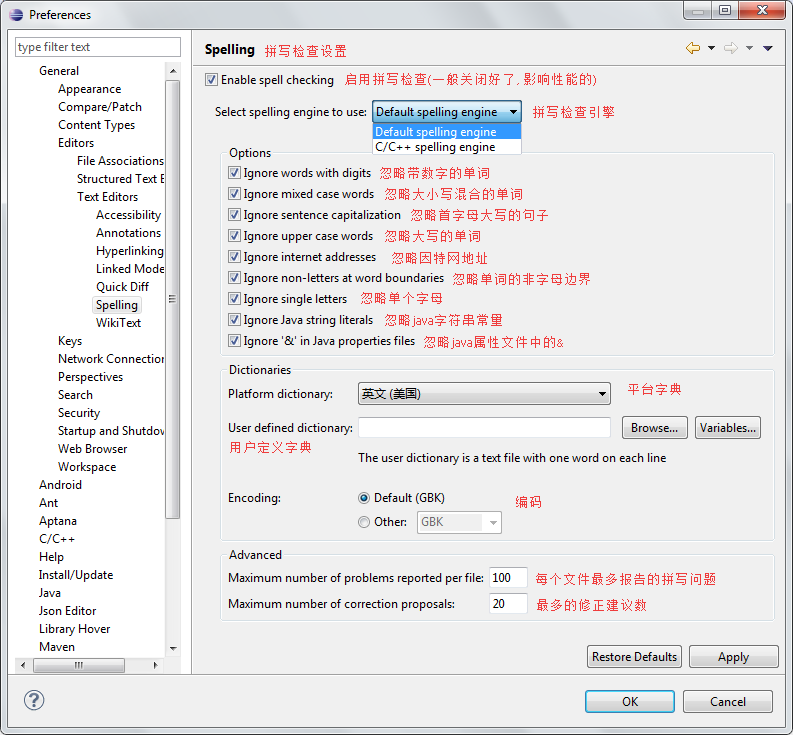 Preferences
type filter text
General
Appearance
Compare/Patch
Content Types
Editors
File Associations
Structured Text E
Text Editors
Accessibility
Annotations
Hyperlinking
Linked Mode
Quick Diff
Spelling
WikiText
Keys
Network Connection
Perspectives
Search
Security
Startup and Shutdow
Web Browser
Workspace
Android
Ant
Aptana
C/C++
Help
Install/Update
Java
Json Editor
Library Hover
Maven
Spelling 拼写检查设置
Enable spell checking 启用拼写检查(一般关闭好了, 影响性能的)
Select spelling engine to use: Default spelling engine 拼写检查引擎
Default spelling engine
C/C++ spelling engine
Options
Ignore words with digits 忽略带数字的单词
Ignore mixed case words 忽略大小写混合的单词
Ignore sentence capitalization 忽略首字母大写的句子
Ignore upper case words 忽略大写的单词
Ignore internet addresses 忽略因特网地址
Ignore non-letters at word boundaries 忽略单词的非字母边界
Ignore single letters 忽略单个字母
Ignore Java string literals 忽略java字符串常量
Ignore '&' in Java properties files 忽略java属性文件中的&
Dictionaries
Platform dictionary: 英文 (美国) 平台字典
User defined dictionary: Browse... Variables...
用户定义字典
The user dictionary is a text file with one word on each line
Encoding: Default (GBK) 编码
Other: GBK
Advanced
Maximum number of problems reported per file: 100 每个文件最多报告的拼写问题
Maximum number of correction proposals: 20 最多的修正建议数
Restore Defaults Apply
? OK Cancel